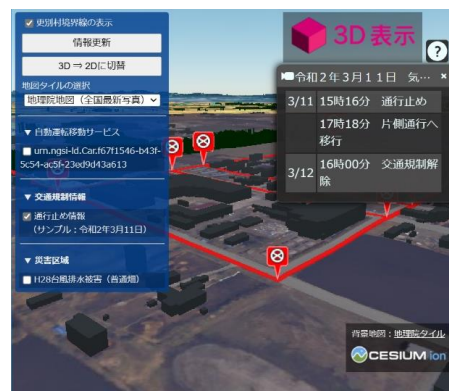 更別村境界線の表示
情報更新
3D ⇒ 2Dに切替
地図タイルの選択
地理院地図（全国最新写真）
▼ 自動運転移動サービス
urn.ngsi-ld.Car.f67f1546-b43f-
5c54-ac5f-23ed9d43a613
▼ 交通規制情報
通行止め情報
（サンプル：令和2年3月11日）
▼ 災害区域
H28台風排水被害（普通畑）
3D 表示
?
令和２年３月１１日 気…
×
3/11 15時16分 通行止め
17時18分 片側通行へ
移行
3/12 16時00分 交通規制解
除
背景地図：地理院タイル
CESIUM ion